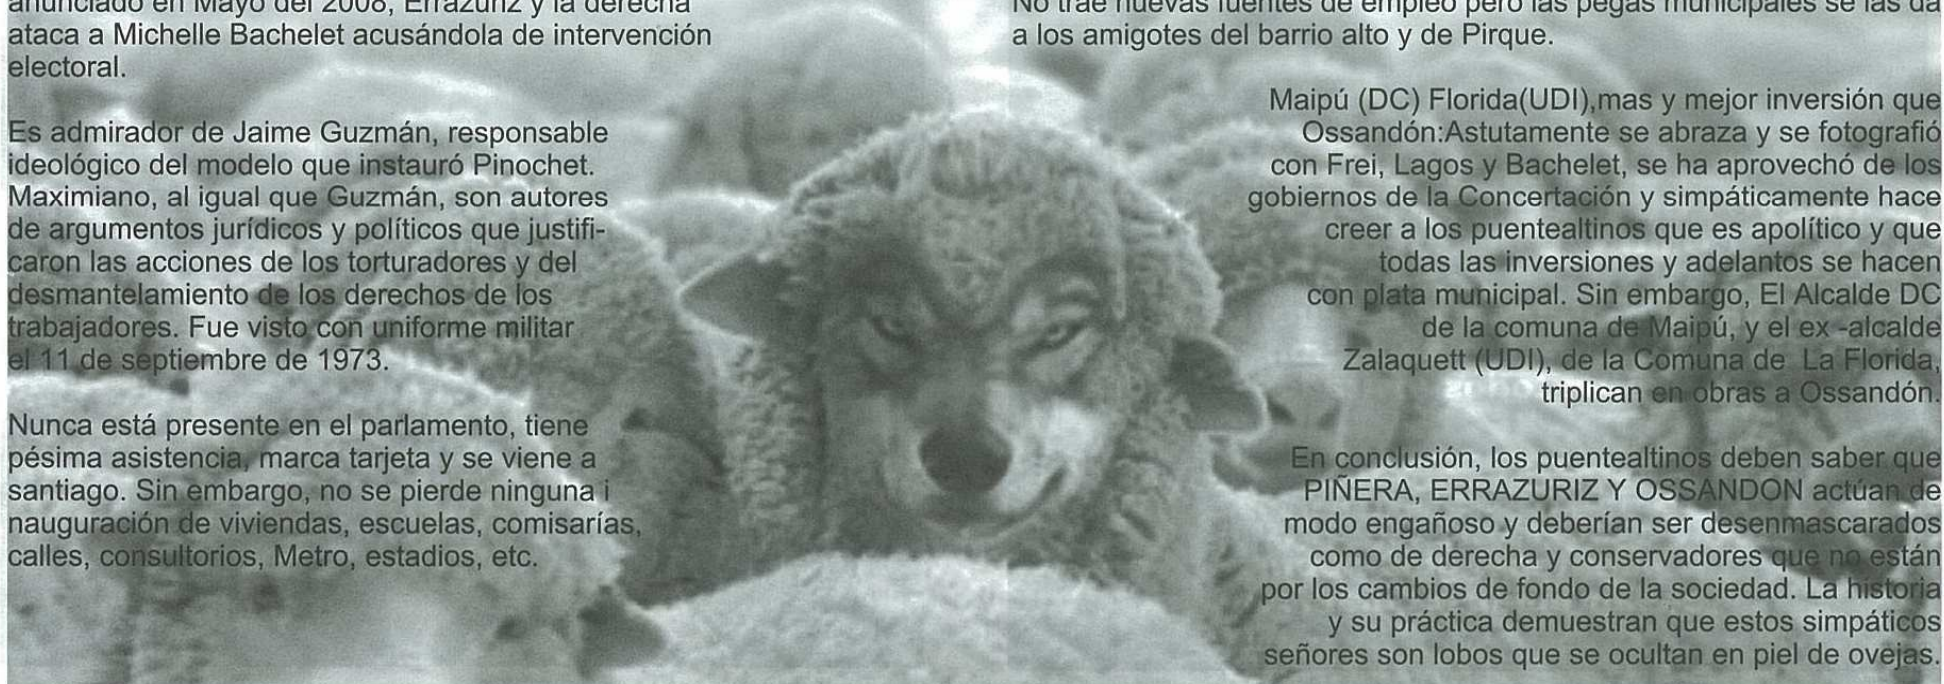 anunciado en Mayo del 2008, Errázuriz y la derecha
ataca a Michelle Bachelet acusándola de intervención
electoral.
Es admirador de Jaime Guzmán, responsable
ideológico del modelo que instauró Pinochet.
Maximiano, al igual que Guzmán, son autores
de argumentos jurídicos y políticos que justifi-
caron las acciones de los torturadores y del
desmantelamiento de los derechos de los
trabajadores. Fue visto con uniforme militar
el 11 de septiembre de 1973.
Nunca está presente en el parlamento, tiene
pésima asistencia, marca tarjeta y se viene a
santiago. Sin embargo, no se pierde ninguna i
nauguración de viviendas, escuelas, comisarías,
calles, consultorios, Metro, estadios, etc.
No trae nuevas fuentes de empleo pero las pegas municipales se las da
a los amigotes del barrio alto y de Pirque.
Maipú (DC) Florida(UDI),mas y mejor inversión que
Ossandón:Astutamente se abraza y se fotografió
con Frei, Lagos y Bachelet, se ha aprovechó de los
gobiernos de la Concertación y simpáticamente hace
creer a los puentealtinos que es apolítico y que
todas las inversiones y adelantos se hacen
con plata municipal. Sin embargo, El Alcalde DC
de la comuna de Maipú, y el ex -alcalde
Zalaquett (UDI), de la Comuna de La Florida,
triplican en obras a Ossandón.
En conclusión, los puentealtinos deben saber que
PIÑERA, ERRAZURIZ Y OSSANDON actúan de
modo engañoso y deberían ser desenmascarados
como de derecha y conservadores que no están
por los cambios de fondo de la sociedad. La historia
y su práctica demuestran que estos simpáticos
señores son lobos que se ocultan en piel de ovejas.